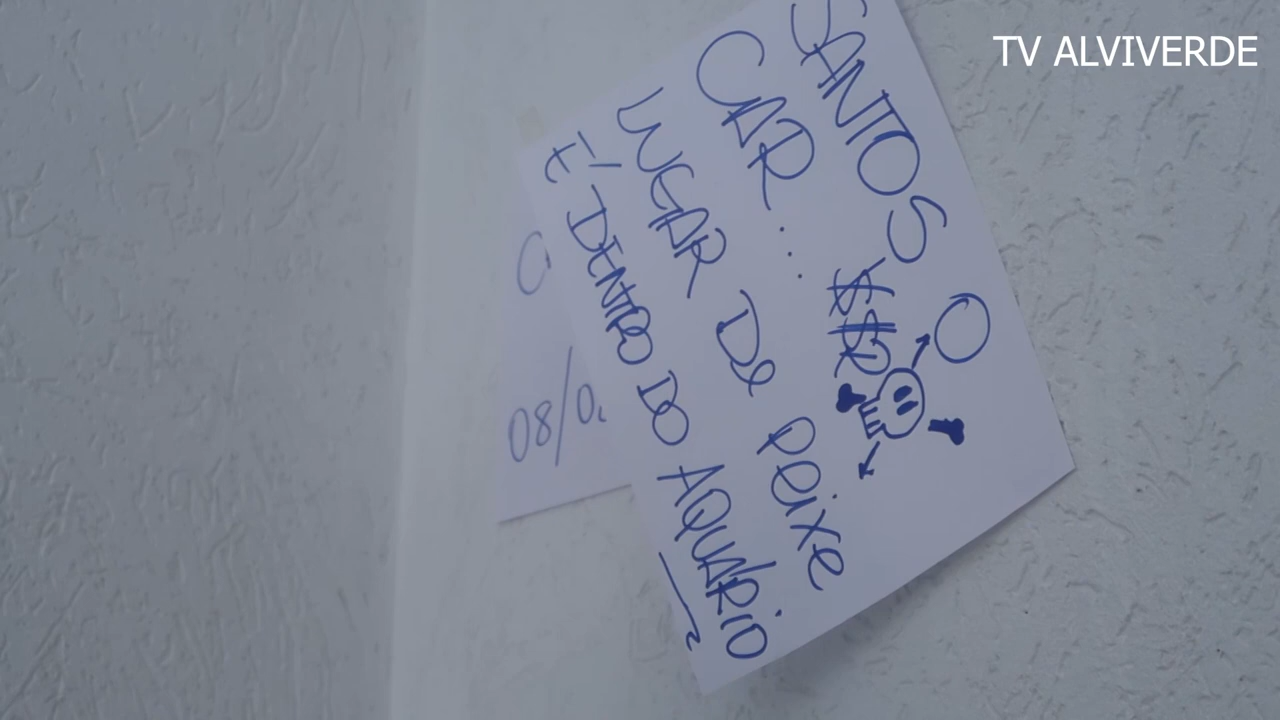 TV ALVIVERDE
SANTOS O
CAR...
LUGAR DE PEIXE
É DENTRO DO AQUÁRIO
08/0